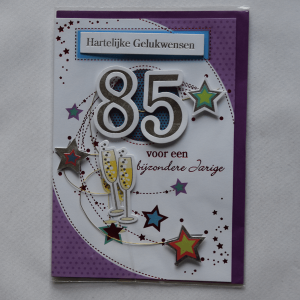 Hartelijke Gelukwensen
85
voor een
bijzondere Jarige